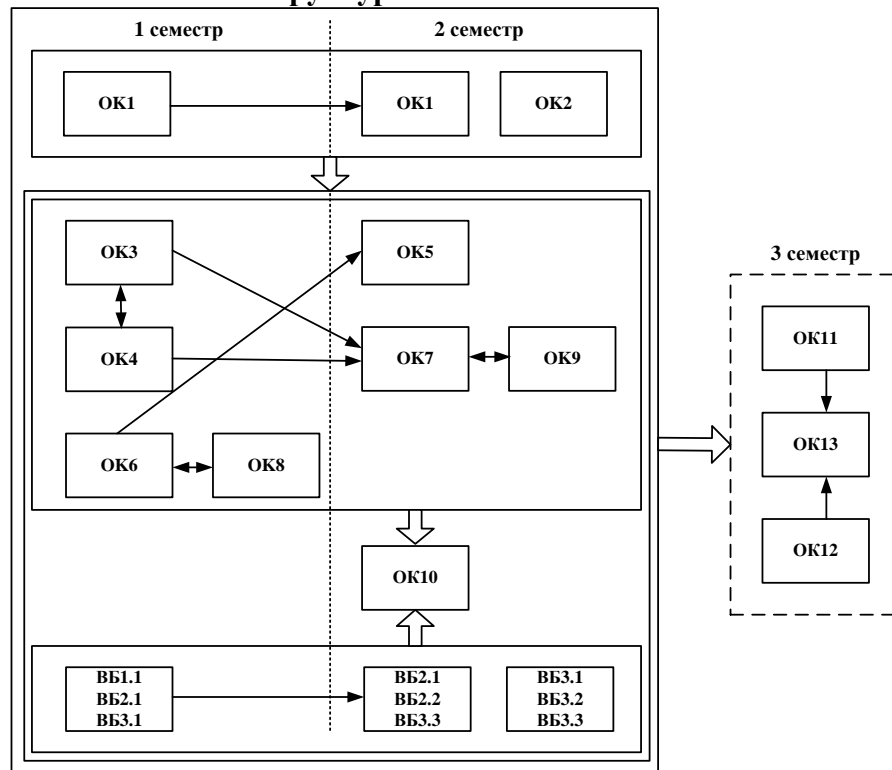 1 семестр
2 семестр
ОК1
ОК1
ОК2
ОК3
ОК5
3 семестр
ОК11
ОК4
ОК7
ОК9
ОК13
ОК6
ОК8
ОК12
ОК10
ВБ1.1
ВБ2.1
ВБ3.1
ВБ2.1
ВБ2.2
ВБ3.3
ВБ3.1
ВБ3.2
ВБ3.3